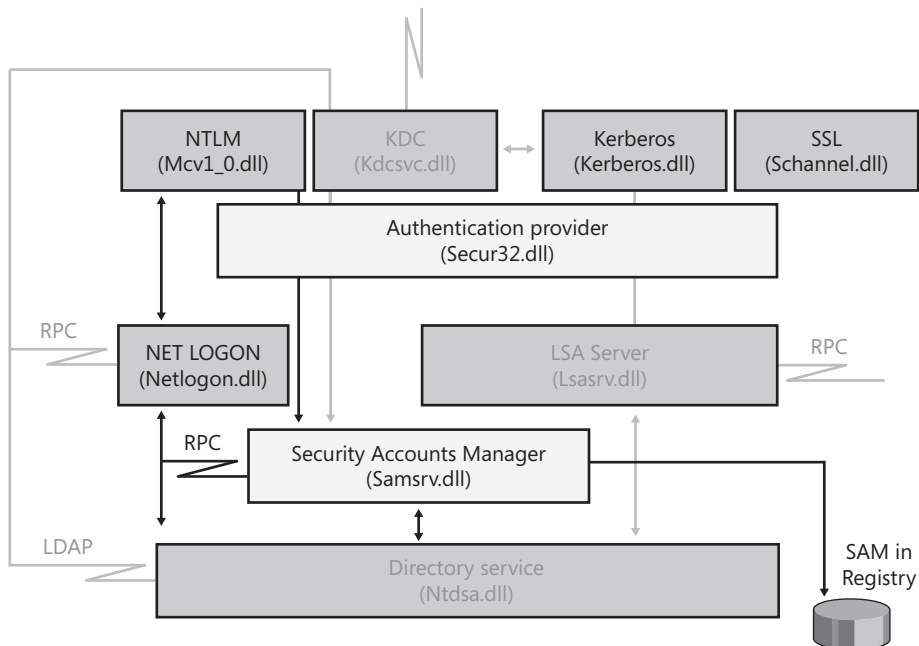 NTLM
(Mcv1_0.dll)
KDC
(Kdcsvc.dll)
Kerberos
(Kerberos.dll)
SSL
(Schannel.dll)
Authentication provider
(Secur32.dll)
RPC
NET LOGON
(Netlogon.dll)
LSA Server
(Lsasrv.dll)
RPC
RPC
Security Accounts Manager
(Samsrv.dll)
LDAP
Directory service
(Ntdsa.dll)
SAM in
Registry